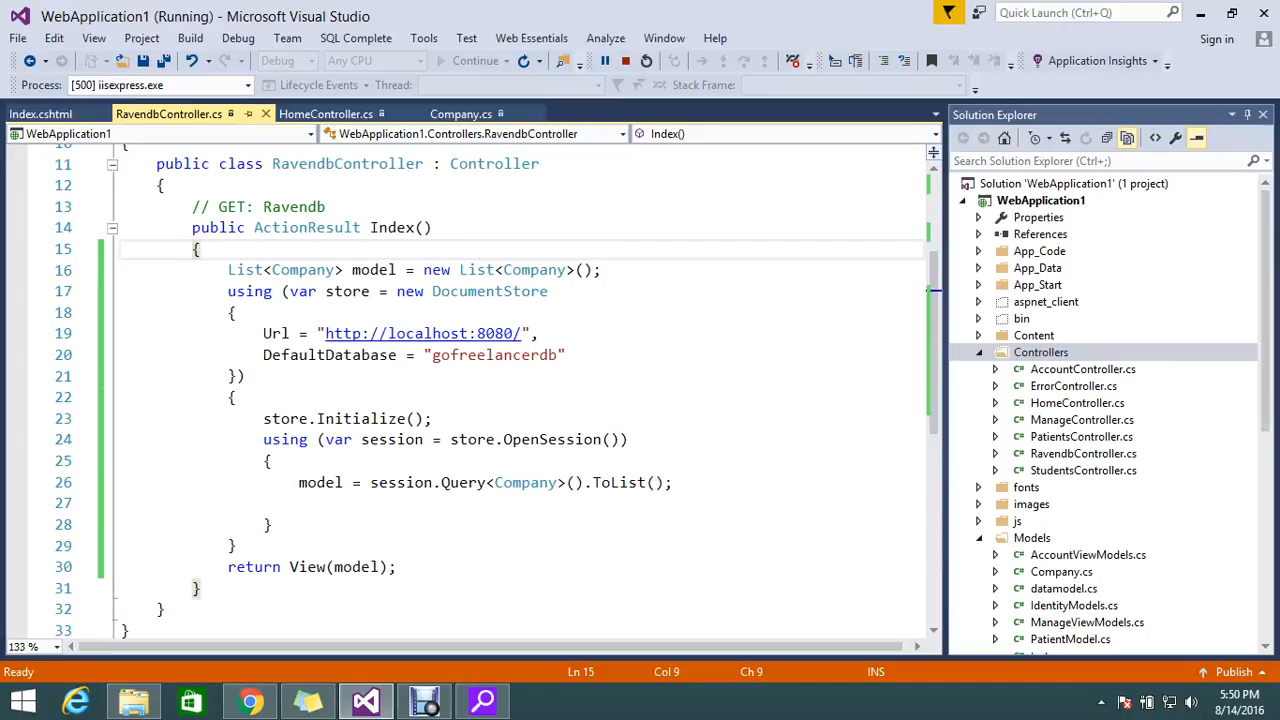 WebApplication1 (Running) - Microsoft Visual Studio
Quick Launch (Ctrl+Q)
File Edit View Project Build Debug Team SQL Complete Tools Test Web Essentials Analyze Window Help
Sign in
Debug Any CPU Continue Application Insights
Process: [500] iisexpress.exe Lifecycle Events Thread: Stack Frame:
Index.cshtml RavendbController.cs HomeController.cs Company.cs
WebApplication1 WebApplication1.Controllers.RavendbController Index()
10 {
11 public class RavendbController : Controller
12 {
13 // GET: Ravendb
14 public ActionResult Index()
15 {
16 List<Company> model = new List<Company>();
17 using (var store = new DocumentStore
18 {
19 Url = "http://localhost:8080/",
20 DefaultDatabase = "gofreelancerdb"
21 })
22 {
23 store.Initialize();
24 using (var session = store.OpenSession())
25 {
26 model = session.Query<Company>().ToList();
27
28 }
29 }
30 return View(model);
31 }
32 }
33 }
133 %
Solution Explorer
Search Solution Explorer (Ctrl+;)
Solution 'WebApplication1' (1 project)
WebApplication1
Properties
References
App_Code
App_Data
App_Start
aspnet_client
bin
Content
Controllers
AccountController.cs
ErrorController.cs
HomeController.cs
ManageController.cs
PatientsController.cs
RavendbController.cs
StudentsController.cs
fonts
images
js
Models
AccountViewModels.cs
Company.cs
datamodel.cs
IdentityModels.cs
ManageViewModels.cs
PatientModel.cs
Ready Ln 15 Col 9 Ch 9 INS Publish
5:50 PM
8/14/2016